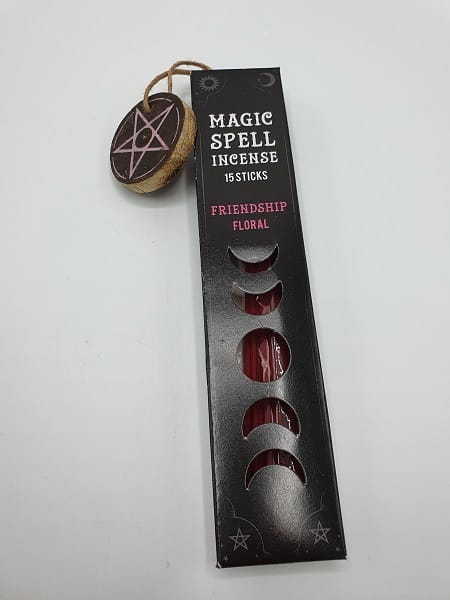 MAGIC
SPELL
INCENSE
15 STICKS
FRIENDSHIP
FLORAL